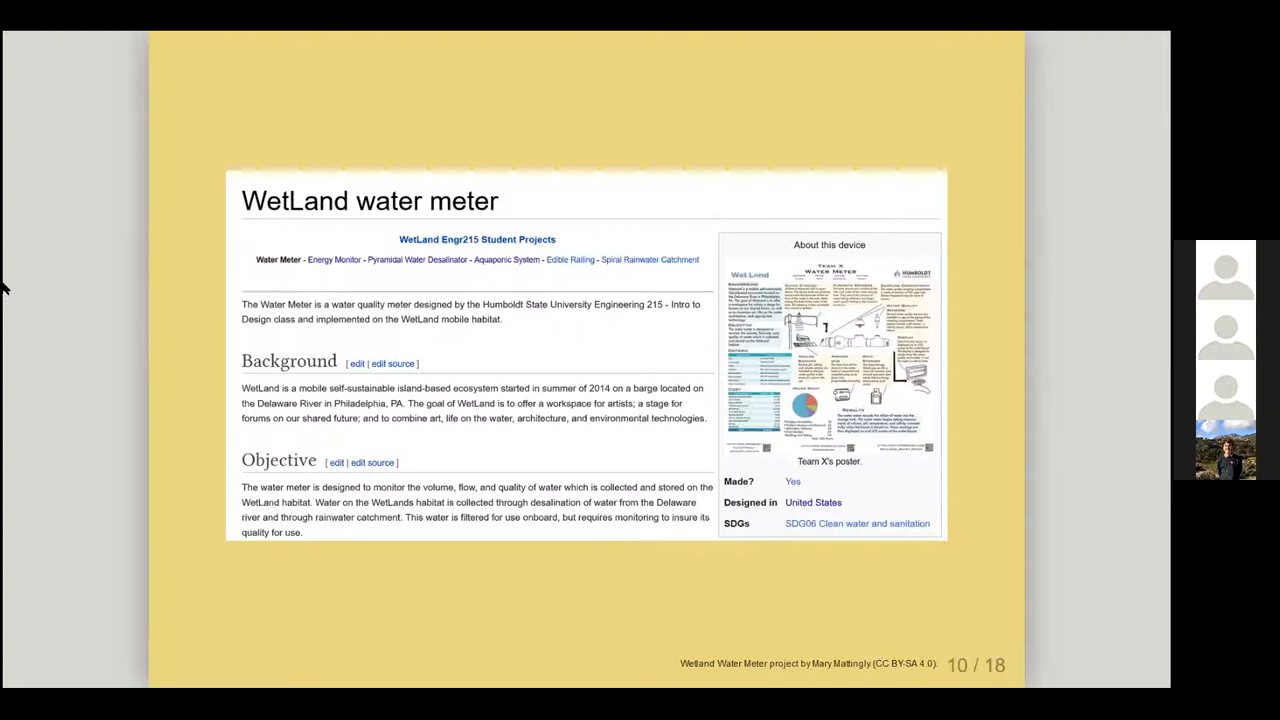 WetLand water meter
WetLand Engr215 Student Projects
Water Meter - Energy Monitor - Pyramidal Water Desalinator - Aquaponic System - Edible Railing - Spiral Rainwater Catchment
The Water Meter is a water quality meter designed by the Humboldt State University Engineering 215 - Intro to
Design class and implemented on the WetLand mobile habitat.
Background [ edit | edit source ]
WetLand is a mobile self-sustainable island-based ecosystem started in summer of 2014 on a barge located on
the Delaware River in Philadelphia, PA. The goal of WetLand is to offer a workspace for artists; a stage for
forums on our shared future; and to combine art, life on the water, architecture, and environmental technologies.
Objective [ edit | edit source ]
The water meter is designed to monitor the volume, flow, and quality of water which is collected and stored on the
WetLand habitat. Water on the WetLands habitat is collected through desalination of water from the Delaware
river and through rainwater catchment. This water is filtered for use onboard, but requires monitoring to insure its
quality for use.
About this device
Team X
Water Meter
WetLand
HUMBOLDT
Results
Team X's poster.
Made? Yes
Designed in United States
SDGs SDG06 Clean water and sanitation
Wetland Water Meter project by Mary Mattingly (CC BY-SA 4.0).
10 / 18